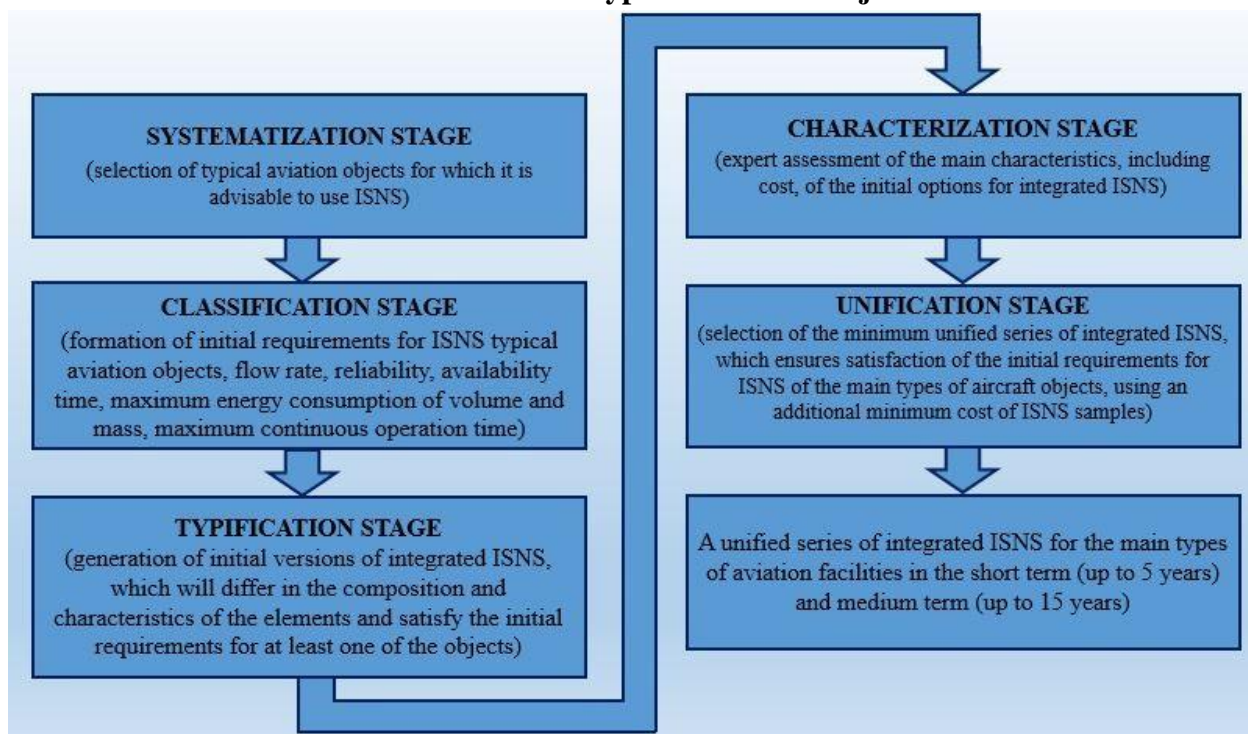 SYSTEMATIZATION STAGE
(selection of typical aviation objects for which it is
advisable to use ISNS)
CLASSIFICATION STAGE
(formation of initial requirements for ISNS typical
aviation objects, flow rate, reliability, availability
time, maximum energy consumption of volume and
mass, maximum continuous operation time)
TYPIFICATION STAGE
(generation of initial versions of integrated ISNS,
which will differ in the composition and
characteristics of the elements and satisfy the initial
requirements for at least one of the objects)
CHARACTERIZATION STAGE
(expert assessment of the main characteristics, including
cost, of the initial options for integrated ISNS)
UNIFICATION STAGE
(selection of the minimum unified series of integrated ISNS,
which ensures satisfaction of the initial requirements for
ISNS of the main types of aircraft objects, using an
additional minimum cost of ISNS samples)
A unified series of integrated ISNS for the main types
of aviation facilities in the short term (up to 5 years)
and medium term (up to 15 years)